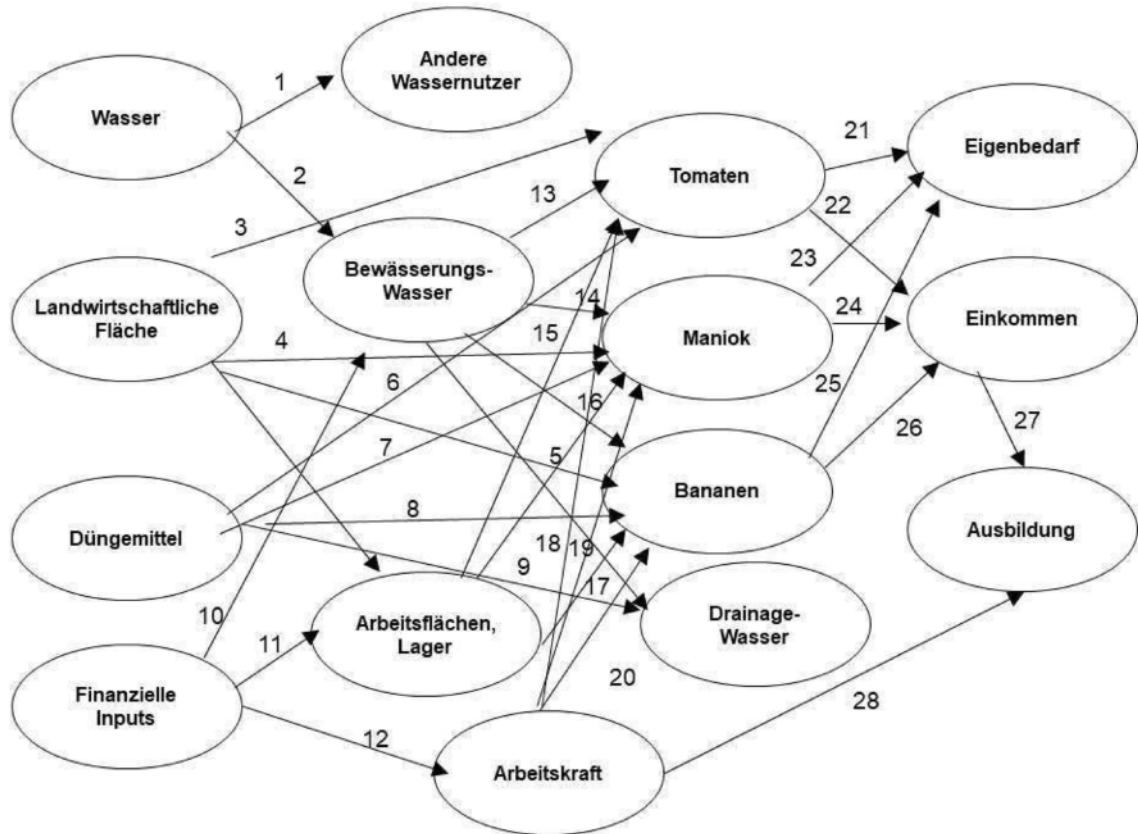 Andere
Wassernutzer
1
Wasser
Tomaten
21
Eigenbedarf
2
13
3
22
Bewässerungs-
Wasser
23
Landwirtschaftliche
Fläche
14
Maniok
24
Einkommen
4
15
6
25
16
26
27
7
5
Bananen
8
Düngemittel
Ausbildung
18
19
9
17
10
Arbeitsflächen,
Lager
Drainage-
Wasser
11
20
Finanzielle
Inputs
28
12
Arbeitskraft